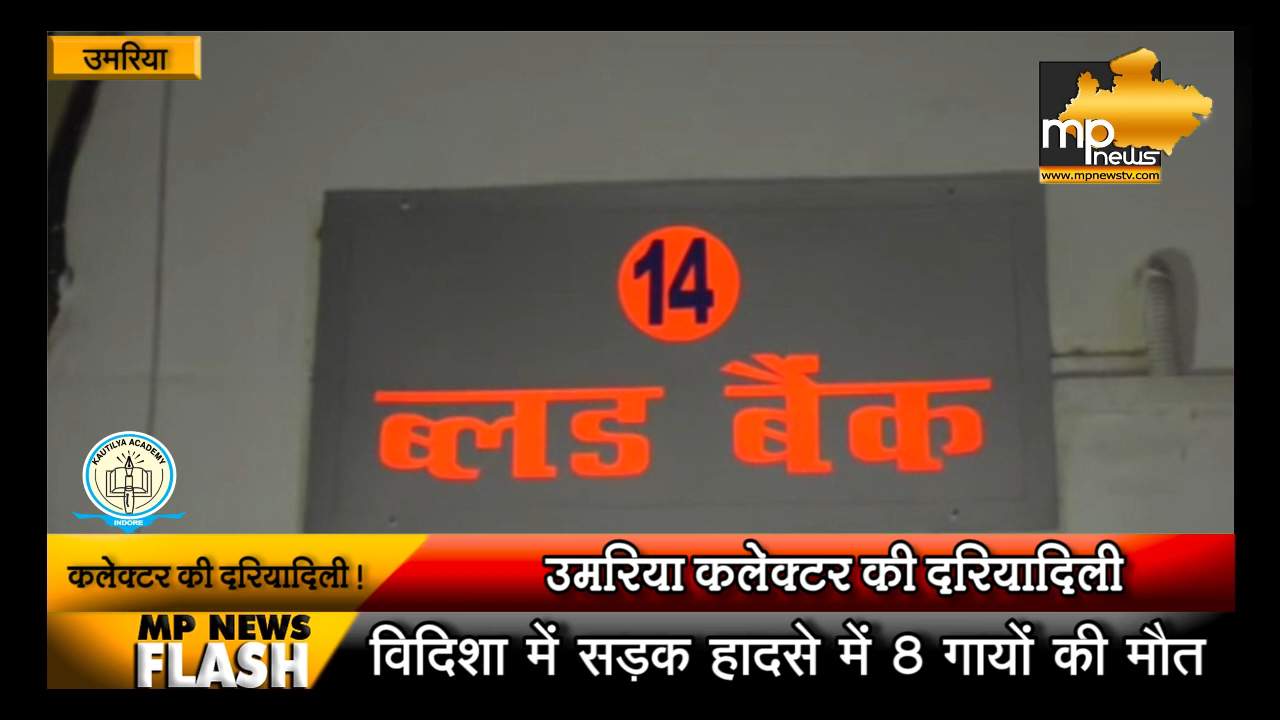 उमरिया
mp
news
www.mpnewstv.com
14
ब्लड बैंक
KAUTILYA ACADEMY
INDORE
कलेक्टर की दरियादिली!
उमरिया कलेक्टर की दरियादिली
MP NEWS
FLASH
विदिशा में सड़क हादसे में 8 गायों की मौत